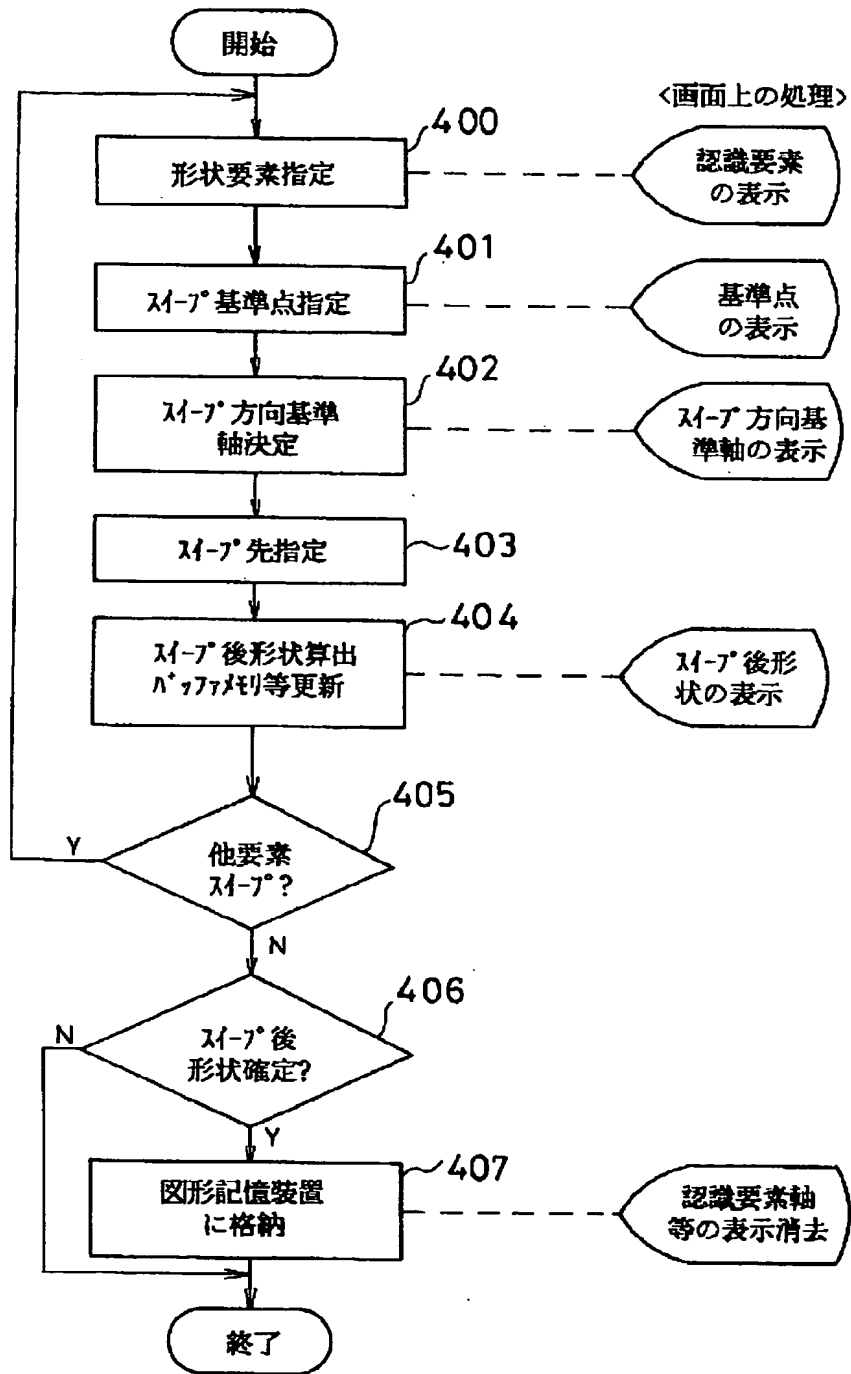 開始
<画面上の処理>
400
形状要素指定
認識要素
の表示
401
ｽｲｰﾌﾟ基準点指定
基準点
の表示
402
ｽｲｰﾌﾟ方向基準
軸決定
ｽｲｰﾌﾟ方向基
準軸の表示
ｽｲｰﾌﾟ先指定
403
404
ｽｲｰﾌﾟ後形状算出
ﾊﾞｯﾌｧﾒﾓﾘ等更新
ｽｲｰﾌﾟ後形
状の表示
405
Y
他要素
ｽｲｰﾌﾟ?
N
406
N
ｽｲｰﾌﾟ後
形状確定?
Y
407
図形記憶装置
に格納
認識要素軸
等の表示消去
終了